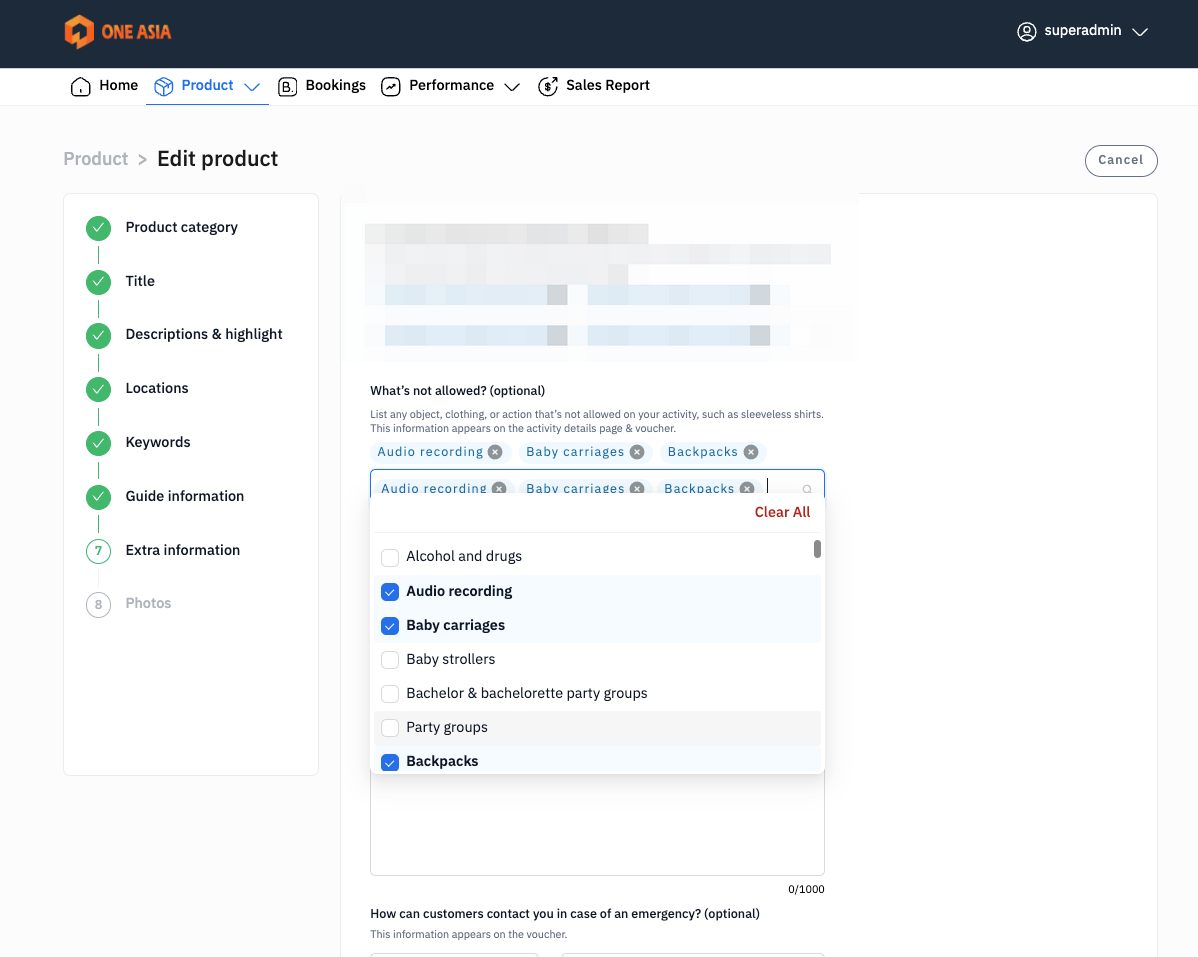 ONE ASIA
superadmin
Home
Product
B.
Bookings
Performance
$
Sales Report
Product > Edit product
Cancel
Product category
Title
Descriptions & highlight
Locations
Keywords
Guide information
7
Extra information
8
Photos
What's not allowed? (optional)
List any object, clothing, or action that's not allowed on your activity, such as sleeveless shirts.
This information appears on the activity details page & voucher.
Audio recording
Baby carriages
Backpacks
Audio recording
Baby carriages
Backpacks
Clear All
Alcohol and drugs
Audio recording
Baby carriages
Baby strollers
Bachelor & bachelorette party groups
Party groups
Backpacks
0/1000
How can customers contact you in case of an emergency? (optional)
This information appears on the voucher.